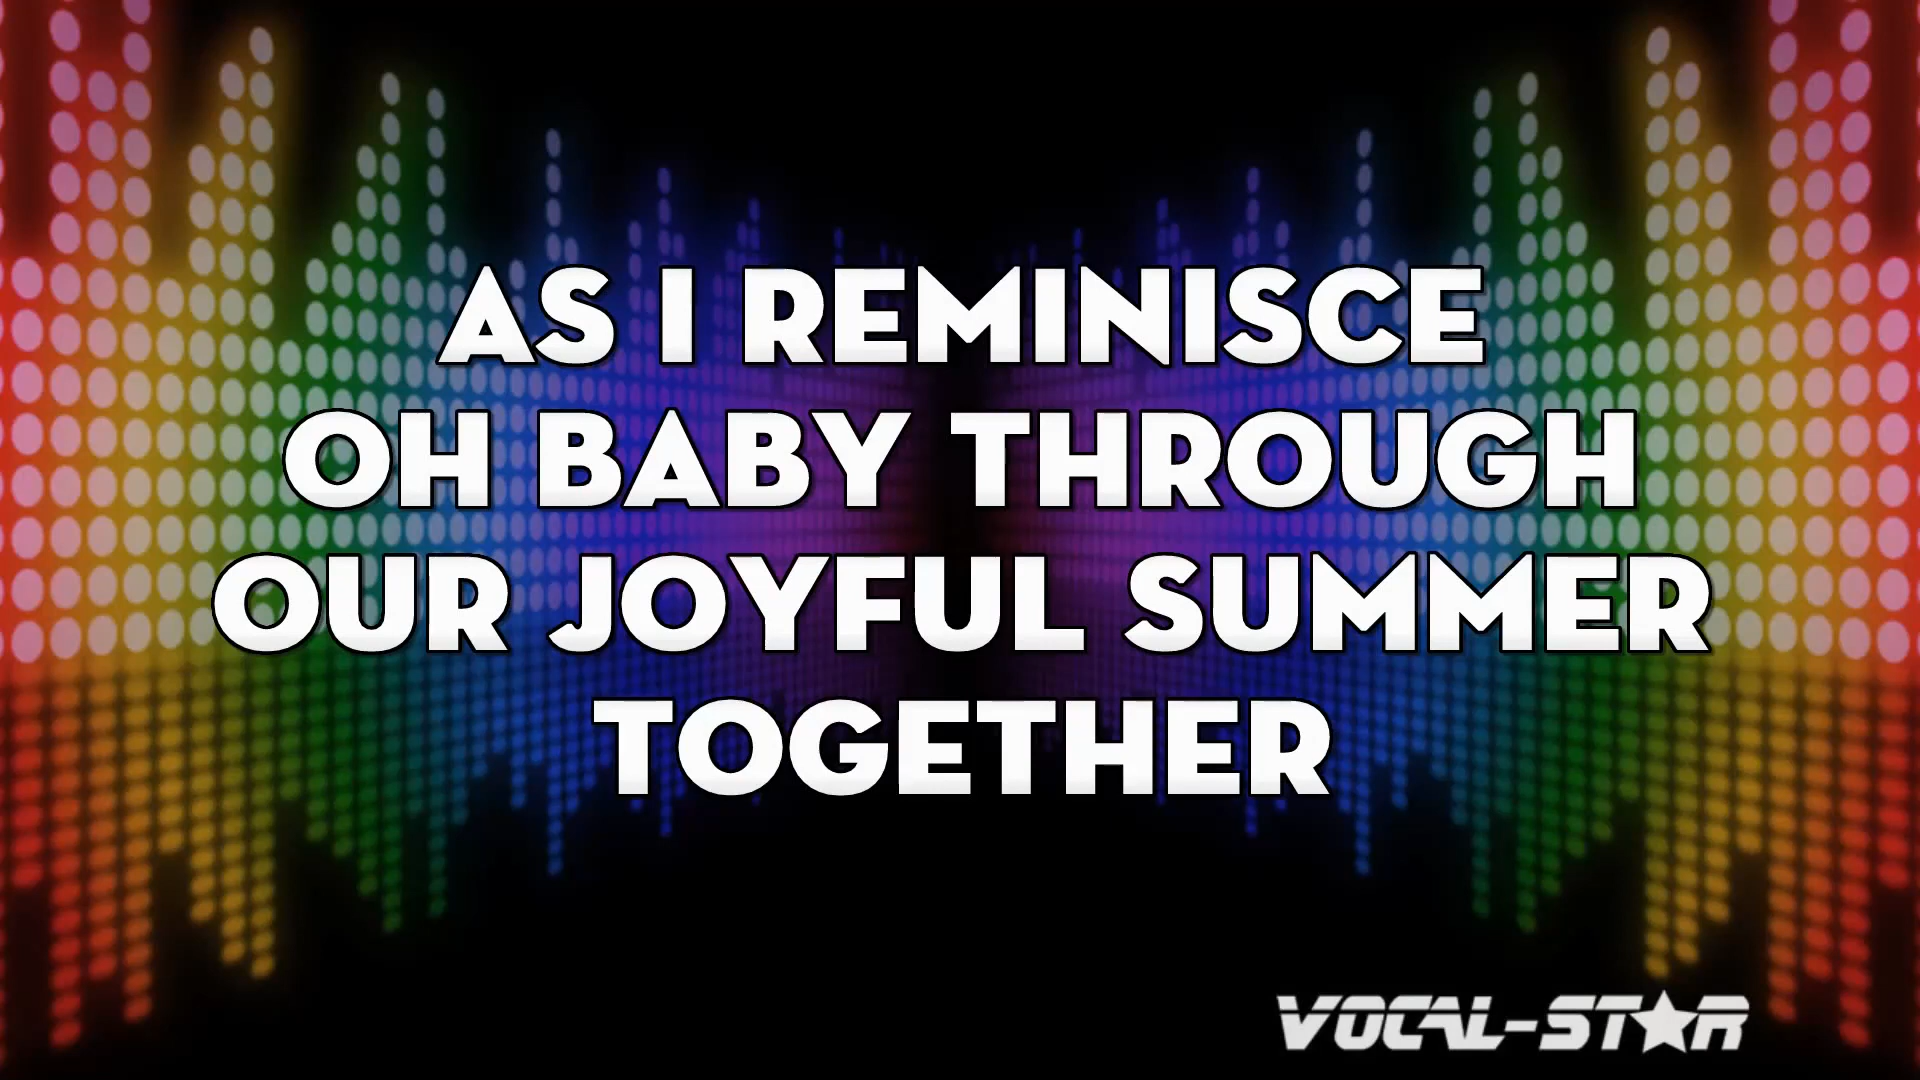 AS I REMINISCE
OH BABY THROUGH
OUR JOYFUL SUMMER
TOGETHER
VOCAL-STAR